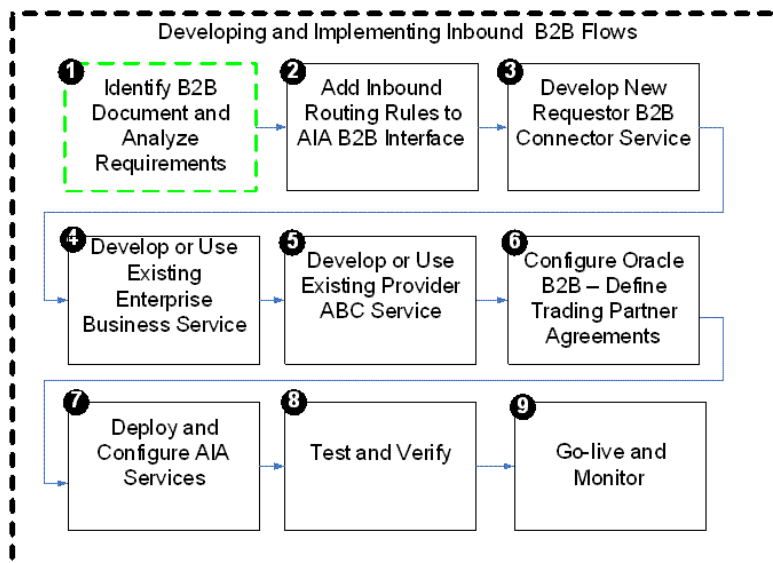 Developing and Implementing Inbound B2B Flows
1
Identify B2B
Document and
Analyze
Requirements
2
Add Inbound
Routing Rules to
AIA B2B Interface
3
Develop New
Requestor B2B
Connector Service
4
Develop or Use
Existing
Enterprise
Business Service
5
Develop or Use
Existing Provider
ABC Service
6
Configure Oracle
B2B – Define
Trading Partner
Agreements
7
Deploy and
Configure AIA
Services
8
Test and Verify
9
Go-live and
Monitor